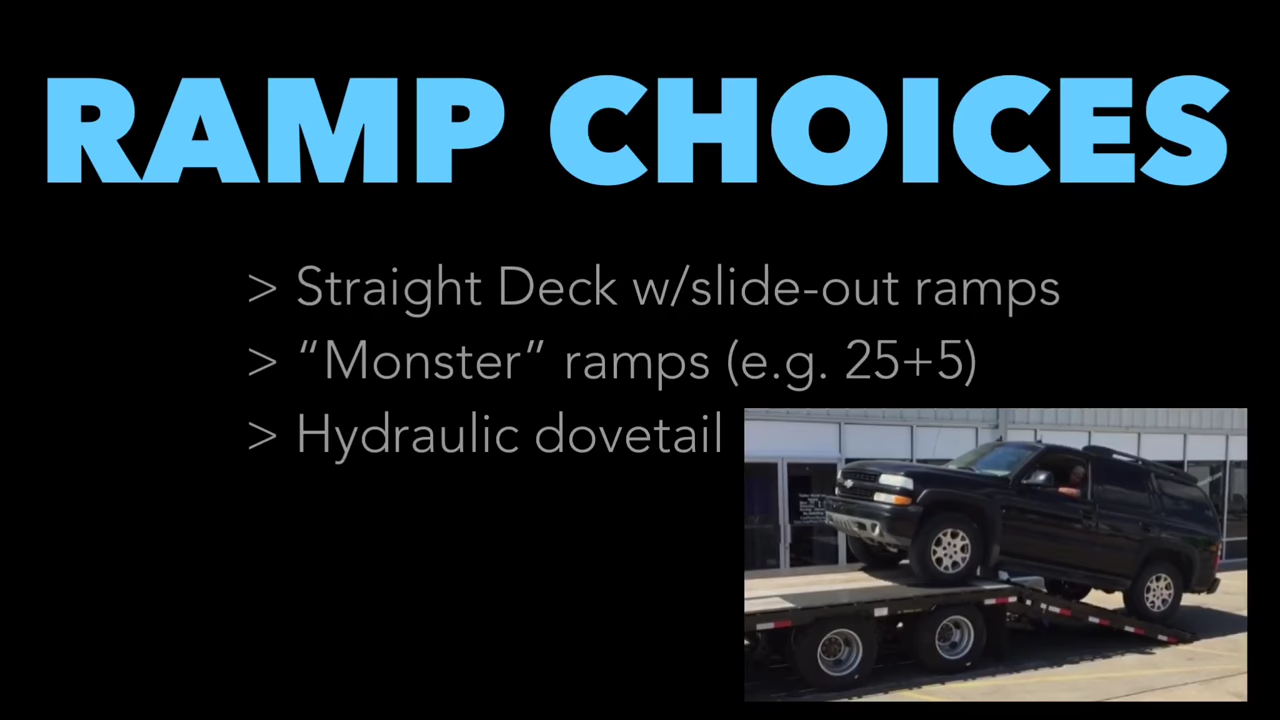 RAMP CHOICES
> Straight Deck w/slide-out ramps
> “Monster” ramps (e.g. 25+5)
> Hydraulic dovetail